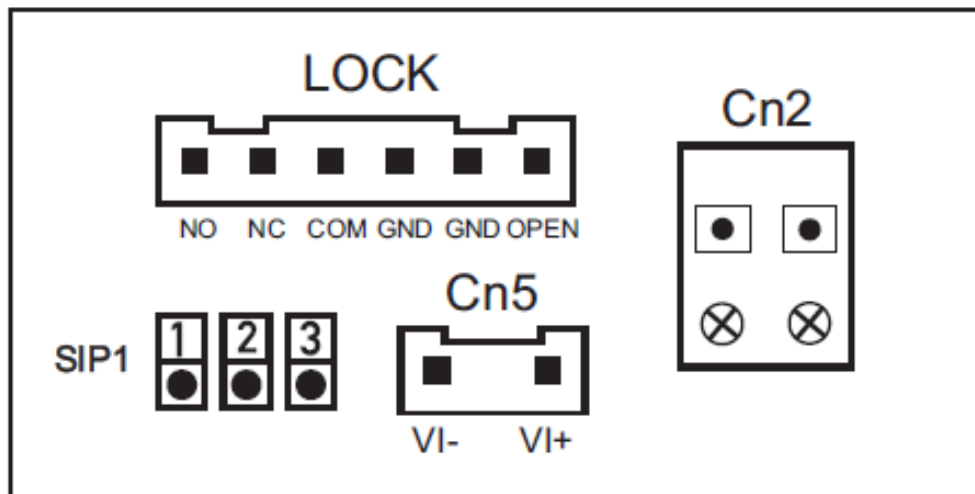 LOCK
Cn2
NO NC COM GND GND OPEN
Cn5
SIP1 1 2 3
VI- VI+